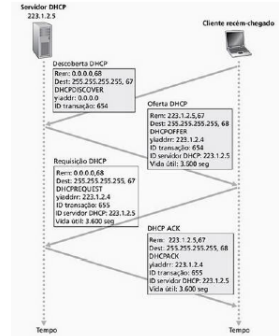 Servidor DHCP
223.1.2.5
Cliente recém-chegado
Descoberta DHCP
Rem: 0.0.0.0,68
Dest: 255.255.255.255, 67
DHCPDISCOVER
yiaddr: 0.0.0.0
ID transação: 654
Oferta DHCP
Rem: 223.1.2.5,67
Dest: 255.255.255.255, 68
DHCPOFFER
yiaddrr: 223.1.2.4
ID transação: 654
ID servidor DHCP: 223.1.2.5
Vida útil: 3.600 seg
Requisição DHCP
Rem: 0.0.0.0,68
Dest: 255.255.255.255, 67
DHCPREQUEST
yiaddrr: 223.1.2.4
ID transação: 655
ID servidor DHCP: 223.1.2.5
Vida útil: 3.600 seg
DHCP ACK
Rem: 223.1.2.5,67
Dest: 255.255.255.255, 68
DHCPACK
yiaddrr: 223.1.2.4
ID transação: 655
ID servidor DHCP: 223.1.2.5
Vida útil: 3.600 seg
Tempo
Tempo